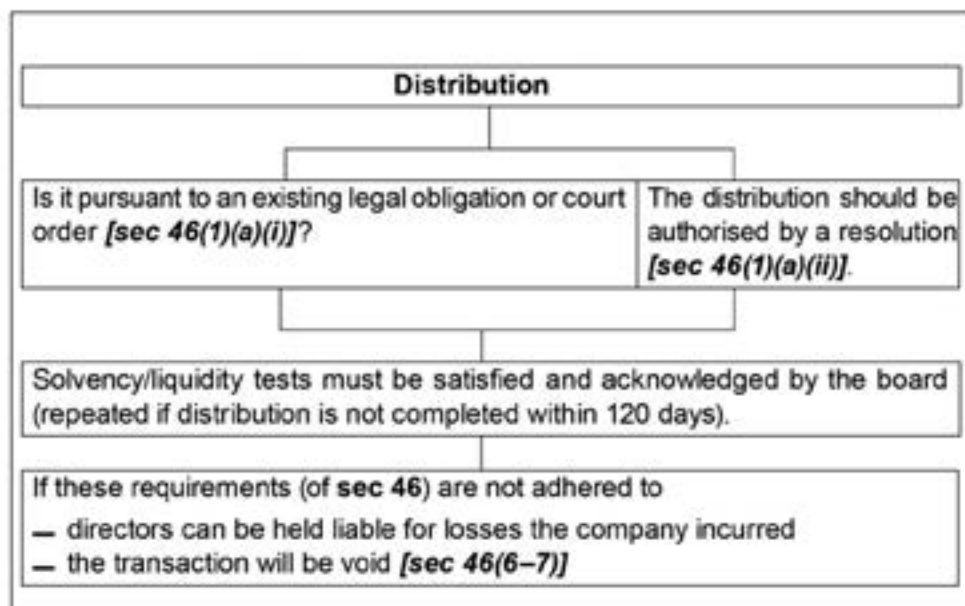 Distribution
Is it pursuant to an existing legal obligation or court
order [sec 46(1)(a)(i)]?
The distribution should be
authorised by a resolution
[sec 46(1)(a)(ii)].
Solvency/liquidity tests must be satisfied and acknowledged by the board
(repeated if distribution is not completed within 120 days).
If these requirements (of sec 46) are not adhered to
– directors can be held liable for losses the company incurred
– the transaction will be void [sec 46(6–7)]